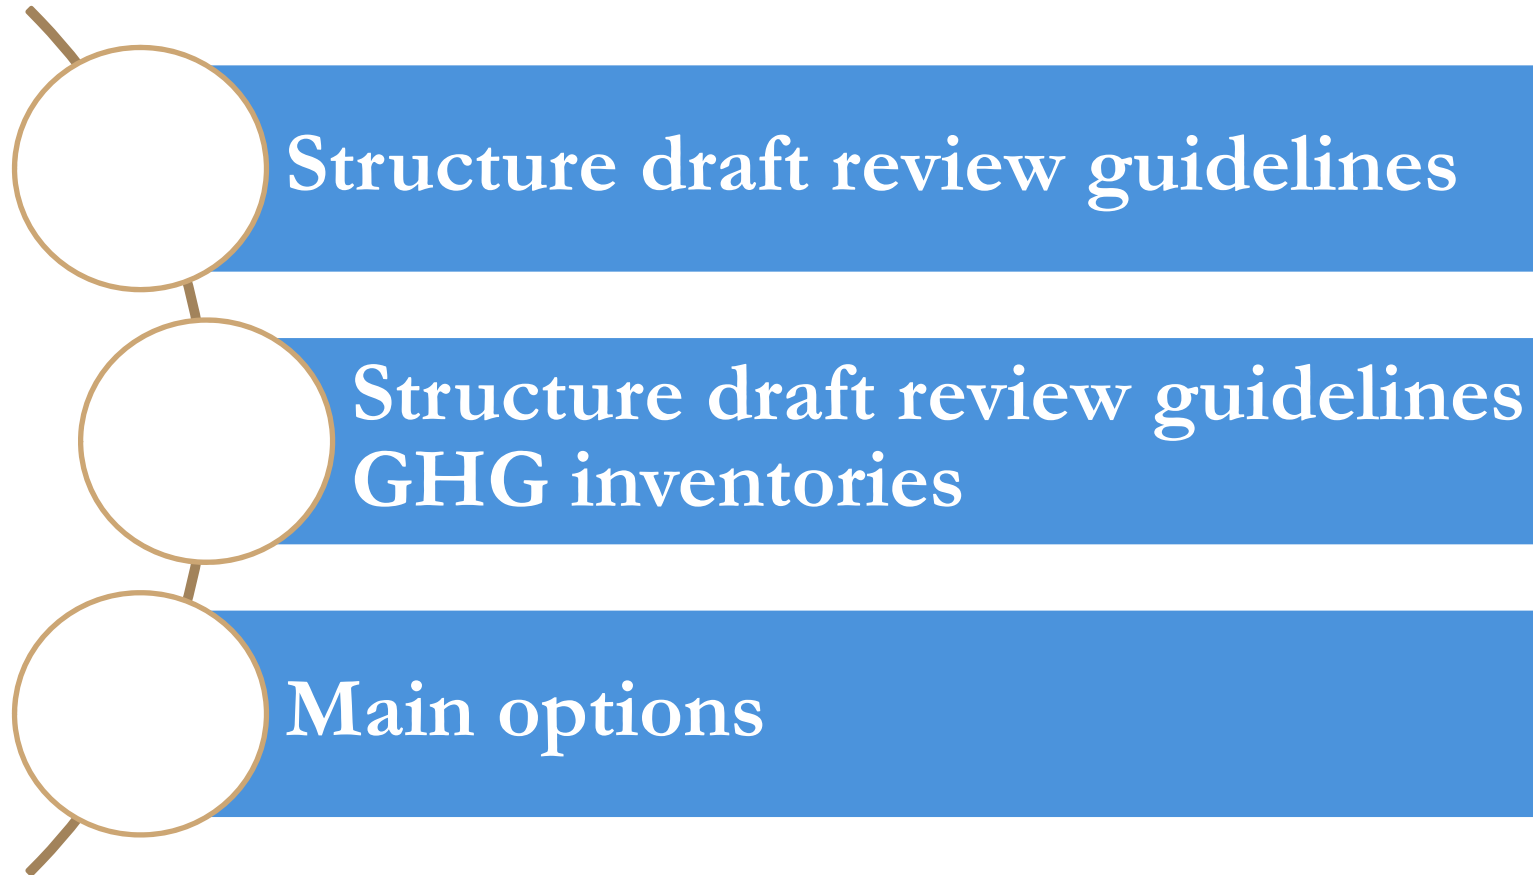 Structure draft review guidelines
Structure draft review guidelines
GHG inventories
Main options